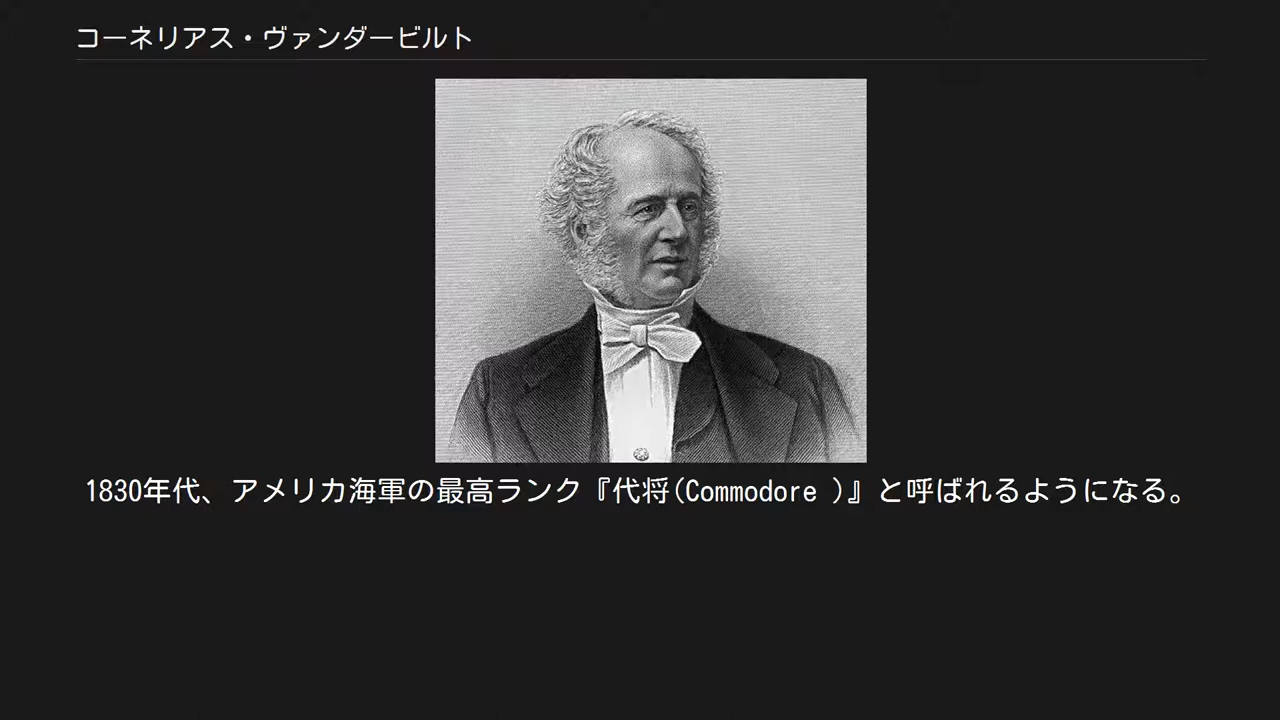 コーネリアス・ヴァンダービルト
1830年代、アメリカ海軍の最高ランク『代将(Commodore )』と呼ばれるようになる。